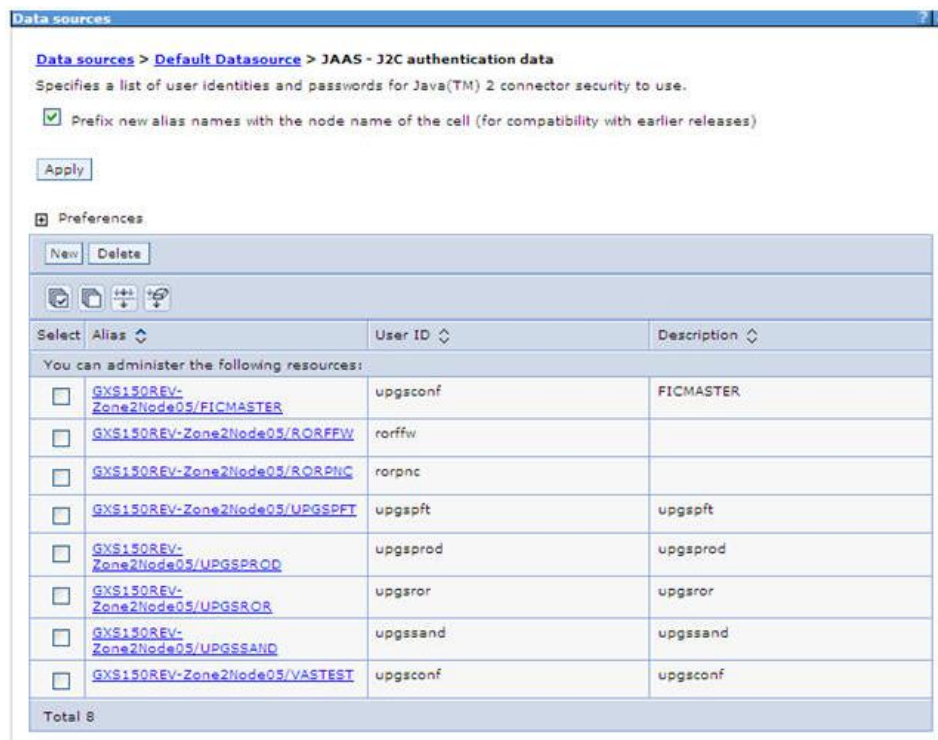 Data sources
?
Data sources > Default Datasource > JAAS - J2C authentication data
Specifies a list of user identities and passwords for Java(TM) 2 connector security to use.
Prefix new alias names with the node name of the cell (for compatibility with earlier releases)
Apply
Preferences
New Delete
Select Alias User ID Description
You can administer the following resources:
GXS150REV-
Zone2Node05/FICMASTER upgsconf FICMASTER
GXS150REV-Zone2Node05/RORFFW rorffw
GXS150REV-Zone2Node05/RORPNC rorpnc
GXS150REV-Zone2Node05/UPGSPFT upgspft upgspft
GXS150REV-
Zone2Node05/UPGSPROD upgsprod upgsprod
GXS150REV-
Zone2Node05/UPGSROR upgsror upgsror
GXS150REV-
Zone2Node05/UPGSSAND upgssand upgssand
GXS150REV-Zone2Node05/VASTEST upgsconf upgsconf
Total 8